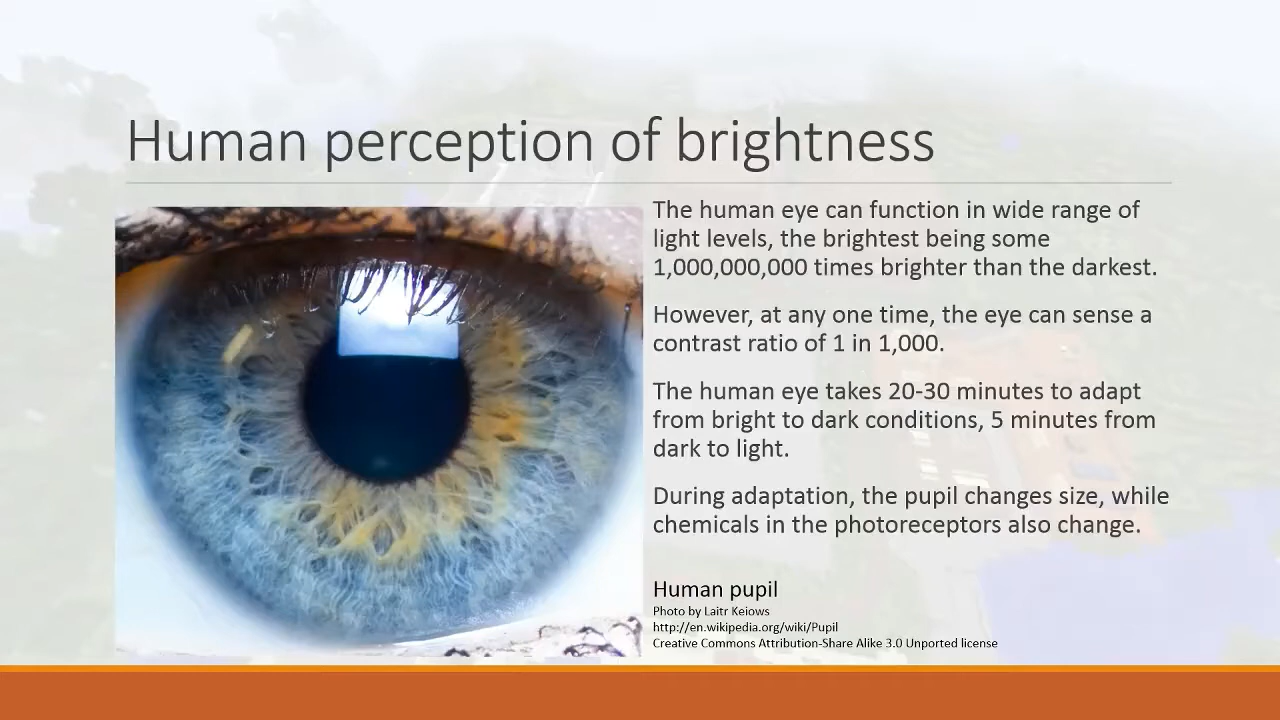 Human perception of brightness
The human eye can function in wide range of
light levels, the brightest being some
1,000,000,000 times brighter than the darkest.
However, at any one time, the eye can sense a
contrast ratio of 1 in 1,000.
The human eye takes 20-30 minutes to adapt
from bright to dark conditions, 5 minutes from
dark to light.
During adaptation, the pupil changes size, while
chemicals in the photoreceptors also change.
Human pupil
Photo by Laitr Keiows
http://en.wikipedia.org/wiki/Pupil
Creative Commons Attribution-Share Alike 3.0 Unported license